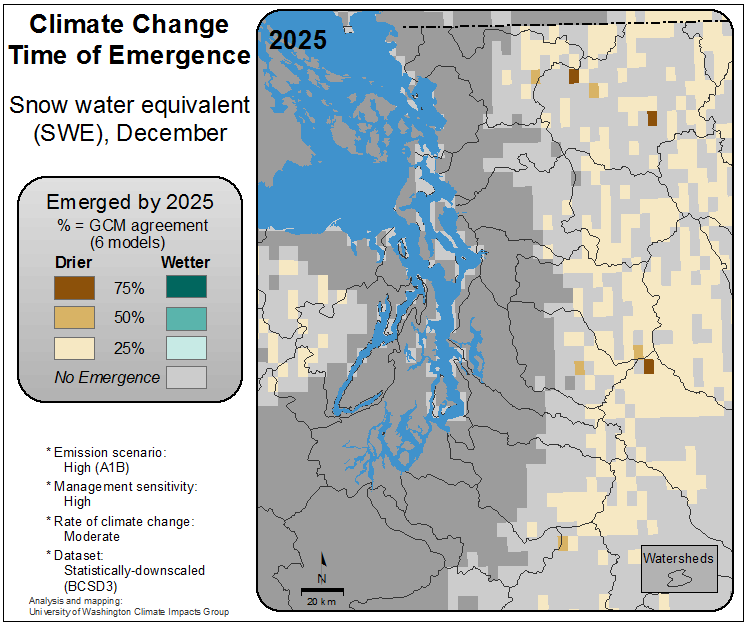 Climate Change
Time of Emergence
Snow water equivalent
(SWE), December
Emerged by 2025
% = GCM agreement
(6 models)
Drier Wetter
75%
50%
25%
No Emergence
* Emission scenario:
High (A1B)
* Management sensitivity:
High
* Rate of climate change:
Moderate
* Dataset:
Statistically-downscaled
(BCSD3)
Analysis and mapping:
University of Washington Climate Impacts Group
2025
N
20 km
Watersheds